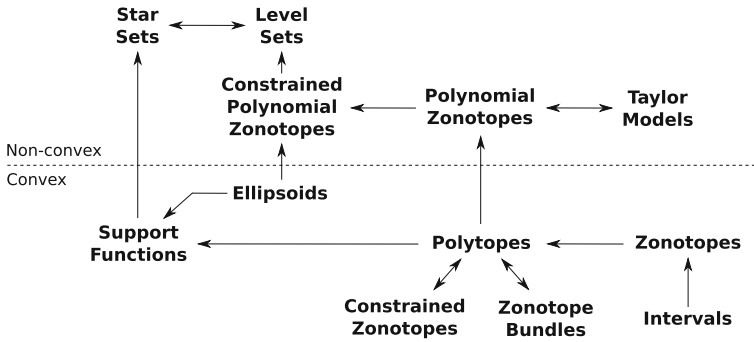 Star
Sets
Level
Sets
Constrained
Polynomial
Zonotopes
Polynomial
Zonotopes
Taylor
Models
Non-convex
Convex
Ellipsoids
Support
Functions
Polytopes
Zonotopes
Constrained
Zonotopes
Zonotope
Bundles
Intervals